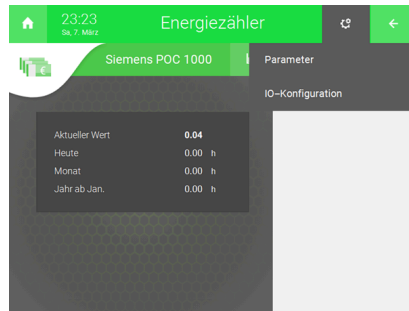 23:23
Sa, 7. März
Energiezähler
€
Siemens POC 1000
Parameter
IO-Konfiguration
Aktueller Wert 0.04
Heute 0.00 h
Monat 0.00 h
Jahr ab Jan. 0.00 h